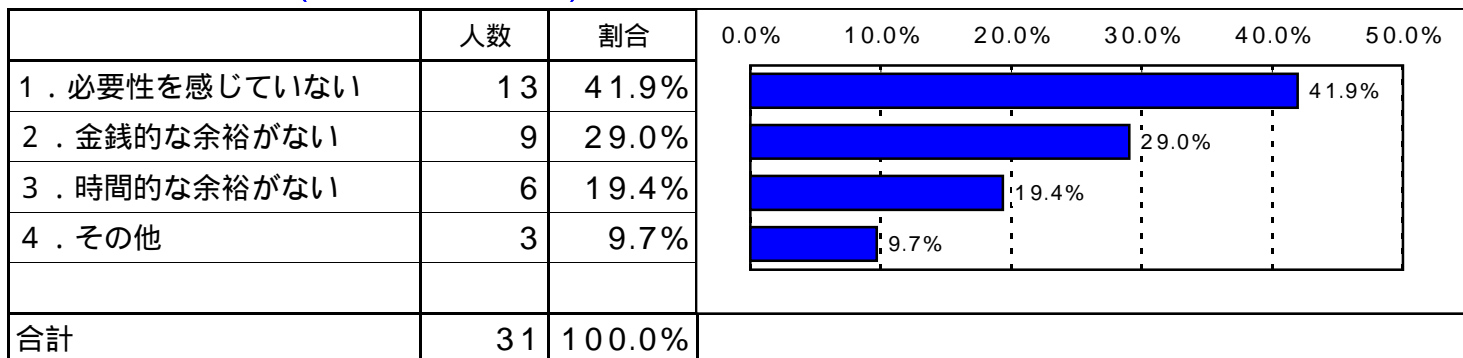 人数 割合 0.0% 10.0% 20.0% 30.0% 40.0% 50.0%
1．必要性を感じていない 13 41.9% 41.9%
2．金銭的な余裕がない 9 29.0% 29.0%
3．時間的な余裕がない 6 19.4% 19.4%
4．その他 3 9.7% 9.7%
合計 31 100.0%